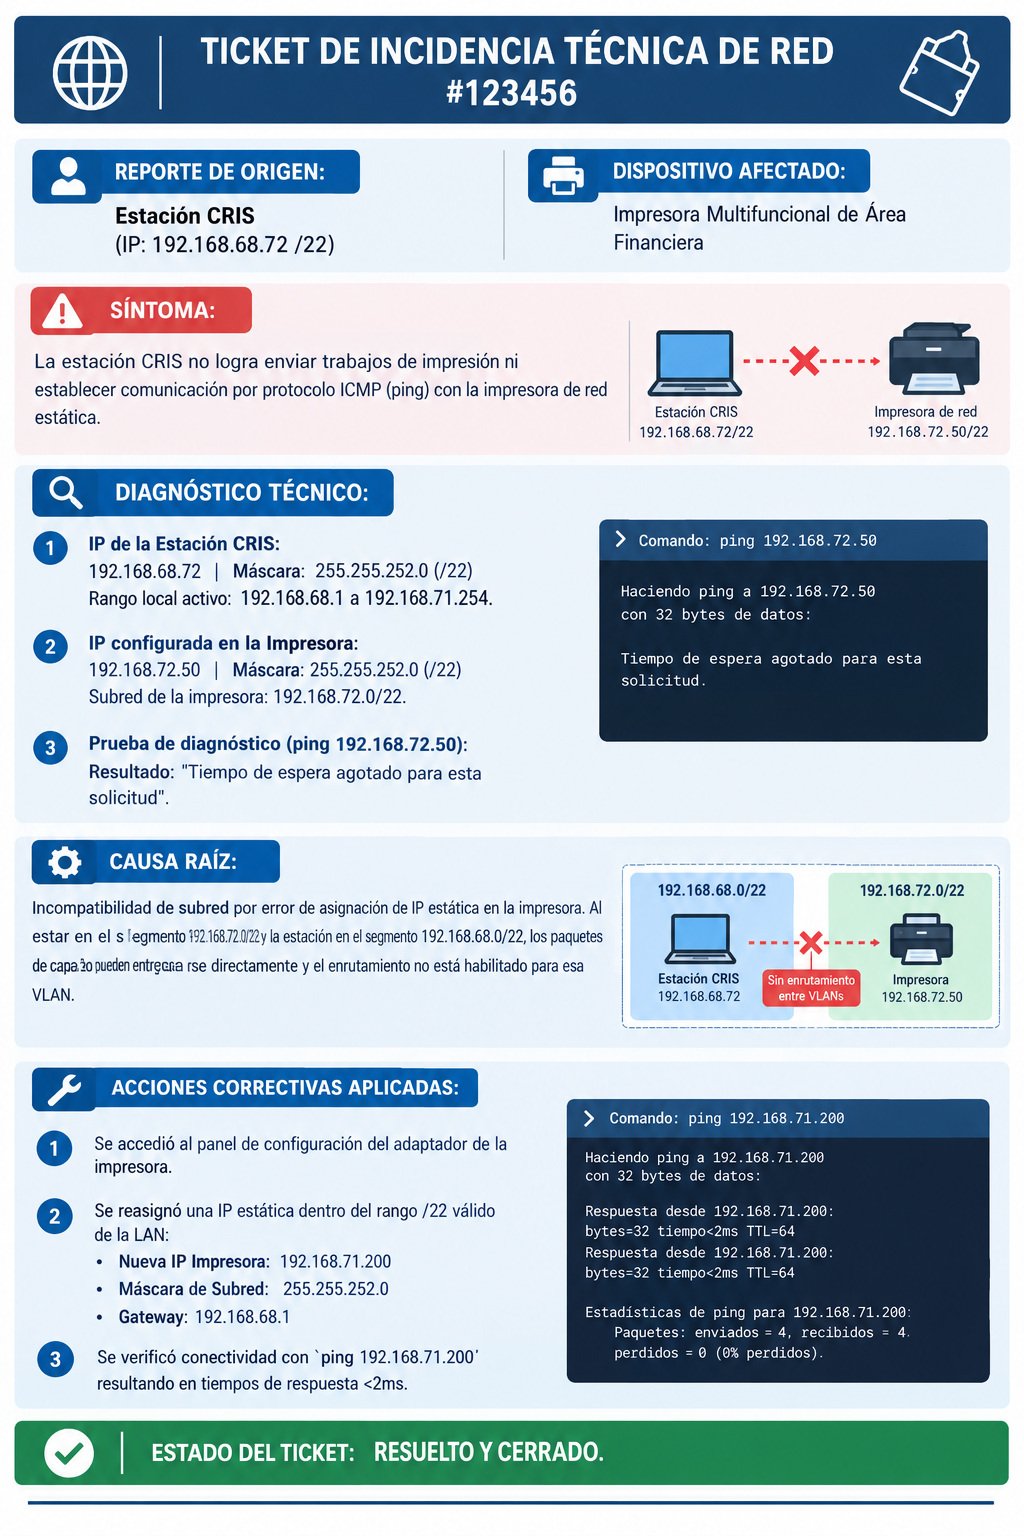 TICKET DE INCIDENCIA TÉCNICA DE RED
#123456
REPORTE DE ORIGEN:
Estación CRIS
(IP: 192.168.68.72 /22)
DISPOSITIVO AFECTADO:
Impresora Multifuncional de Área
Financiera
SÍNTOMA:
La estación CRIS no logra enviar trabajos de impresión ni
establecer comunicación por protocolo ICMP (ping) con la impresora de red
estática.
Estación CRIS
192.168.68.72/22
Impresora de red
192.168.72.50/22
DIAGNÓSTICO TÉCNICO:
1 IP de la Estación CRIS:
192.168.68.72 | Máscara: 255.255.252.0 (/22)
Rango local activo: 192.168.68.1 a 192.168.71.254.
2 IP configurada en la Impresora:
192.168.72.50 | Máscara: 255.255.252.0 (/22)
Subred de la impresora: 192.168.72.0/22.
3 Prueba de diagnóstico (ping 192.168.72.50):
Resultado: "Tiempo de espera agotado para esta
solicitud".
Comando: ping 192.168.72.50
Haciendo ping a 192.168.72.50
con 32 bytes de datos:
Tiempo de espera agotado para esta
solicitud.
CAUSA RAÍZ:
Incompatibilidad de subred por error de asignación de IP estática en la impresora. Al
estar en el s egmento 192.168.72.0/22 y la estación en el segmento 192.168.68.0/22, los paquetes
de pueden rse directamente y el enrutamiento no está habilitado para esa
VLAN.
192.168.68.0/22
192.168.72.0/22
Estación CRIS
192.168.68.72
Sin enrutamiento
entre VLANs
Impresora
192.168.72.50
ACCIONES CORRECTIVAS APLICADAS:
1 Se accedió al panel de configuración del adaptador de la
impresora.
2 Se reasignó una IP estática dentro del rango /22 válido
de la LAN:
• Nueva IP Impresora: 192.168.71.200
• Máscara de Subred: 255.255.252.0
• Gateway: 192.168.68.1
3 Se verificó conectividad con `ping 192.168.71.200'
resultando en tiempos de respuesta <2ms.
Comando: ping 192.168.71.200
Haciendo ping a 192.168.71.200
con 32 bytes de datos:
Respuesta desde 192.168.71.200:
bytes=32 tiempo<2ms TTL=64
Respuesta desde 192.168.71.200:
bytes=32 tiempo<2ms TTL=64
Estadísticas de ping para 192.168.71.200:
Paquetes: enviados = 4, recibidos = 4.
perdidos = 0 (0% perdidos).
ESTADO DEL TICKET: RESUELTO Y CERRADO.